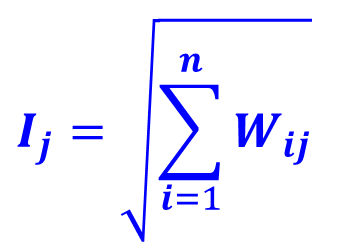 I_j = \sqrt{\sum_{i=1}^{n} W_{ij}}